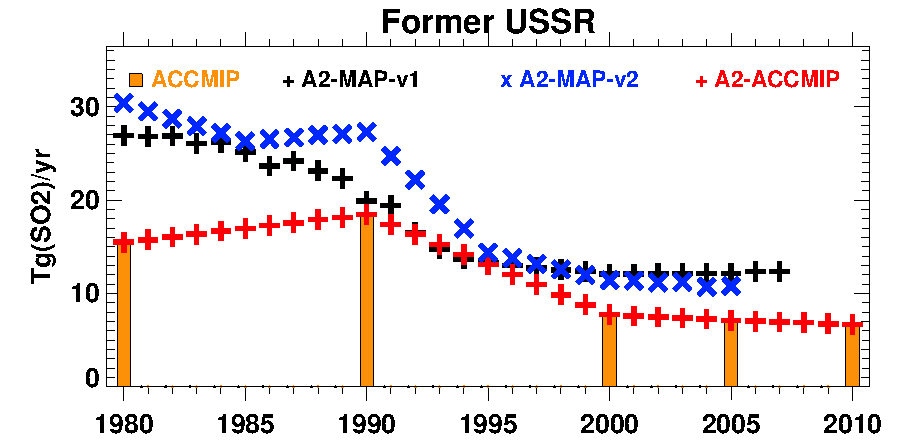 Former USSR
ACCMIP + A2-MAP-v1 x A2-MAP-v2 + A2-ACCMIP
Tg(SO2)/yr
30
20
10
0
1980 1985 1990 1995 2000 2005 2010